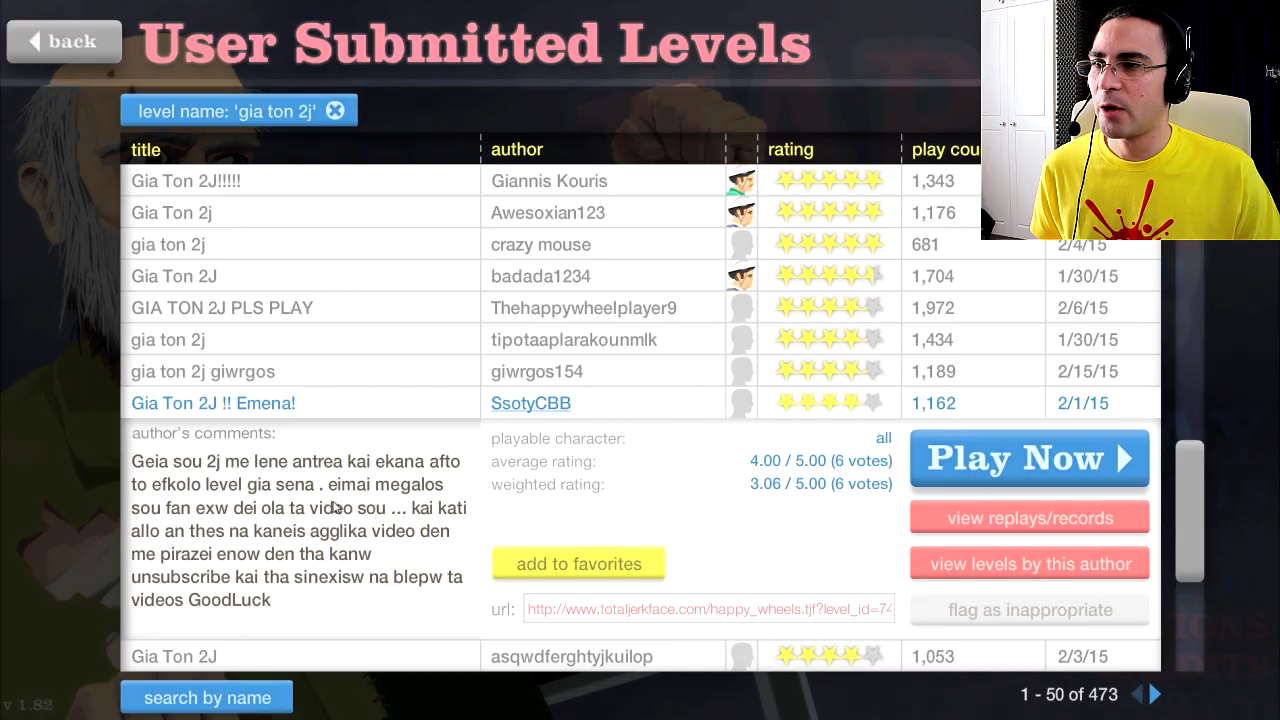 back
User Submitted Levels
level name: 'gia ton 2j'
title author rating play cou
Gia Ton 2J!!!!! Giannis Kouris 1,343
Gia Ton 2j Awesoxian123 1,176
gia ton 2j crazy mouse 681 2/4/15
Gia Ton 2J badada1234 1,704 1/30/15
GIA TON 2J PLS PLAY Thehappywheelplayer9 1,972 2/6/15
gia ton 2j tipotaaplarakounmlk 1,434 1/30/15
gia ton 2j giwrgos giwrgos154 1,189 2/15/15
Gia Ton 2J !! Emena! SsotyCBB 1,162 2/1/15
author's comments:
Geia sou 2j me lene antrea kai ekana afto
to efkolo level gia sena . eimai megalos
sou fan exw dei ola ta video sou ... kai kati
allo an thes na kaneis agglika video den
me pirazei enow den tha kanw
unsubscribe kai tha sinexisw na blepw ta
videos GoodLuck
playable character: all
average rating: 4.00 / 5.00 (6 votes)
weighted rating: 3.06 / 5.00 (6 votes)
add to favorites
url: http://www.totaljerkface.com/happy_wheels.tjf?level_id=74
Play Now
view replays/records
view levels by this author
flag as inappropriate
Gia Ton 2J asqwdferghtyjkuilop 1,053 2/3/15
search by name
1 - 50 of 473
v 1.82